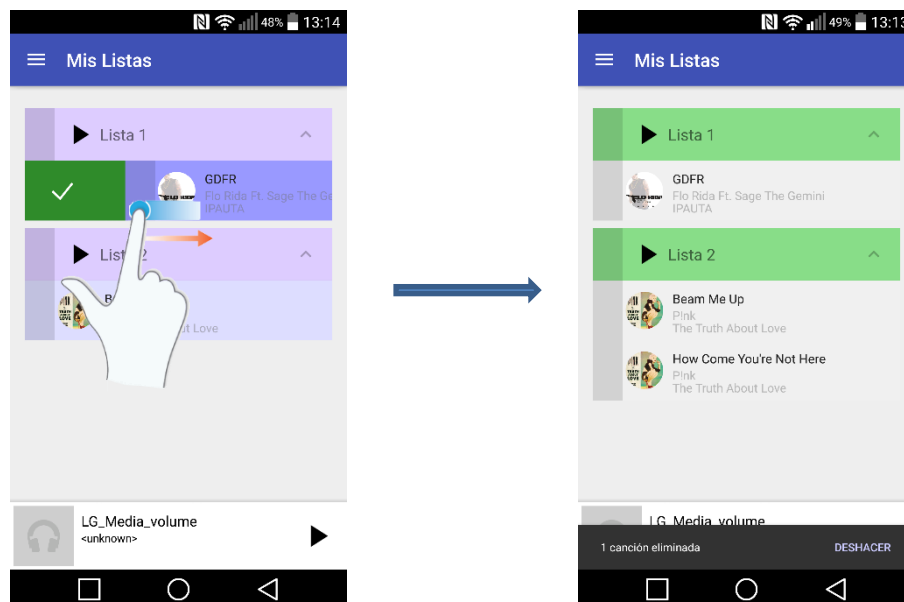 48% 13:14
Mis Listas
Lista 1
GDFR
Flo Rida Ft. Sage The Ge
IPAUTA
List 2
B
ut Love
LG_Media_volume
<unknown>
49% 13:13
Mis Listas
Lista 1
GDFR
Flo Rida Ft. Sage The Gemini
IPAUTA
Lista 2
Beam Me Up
P!nk
The Truth About Love
How Come You're Not Here
P!nk
The Truth About Love
LG_Media_volume
1 canción eliminada DESHACER